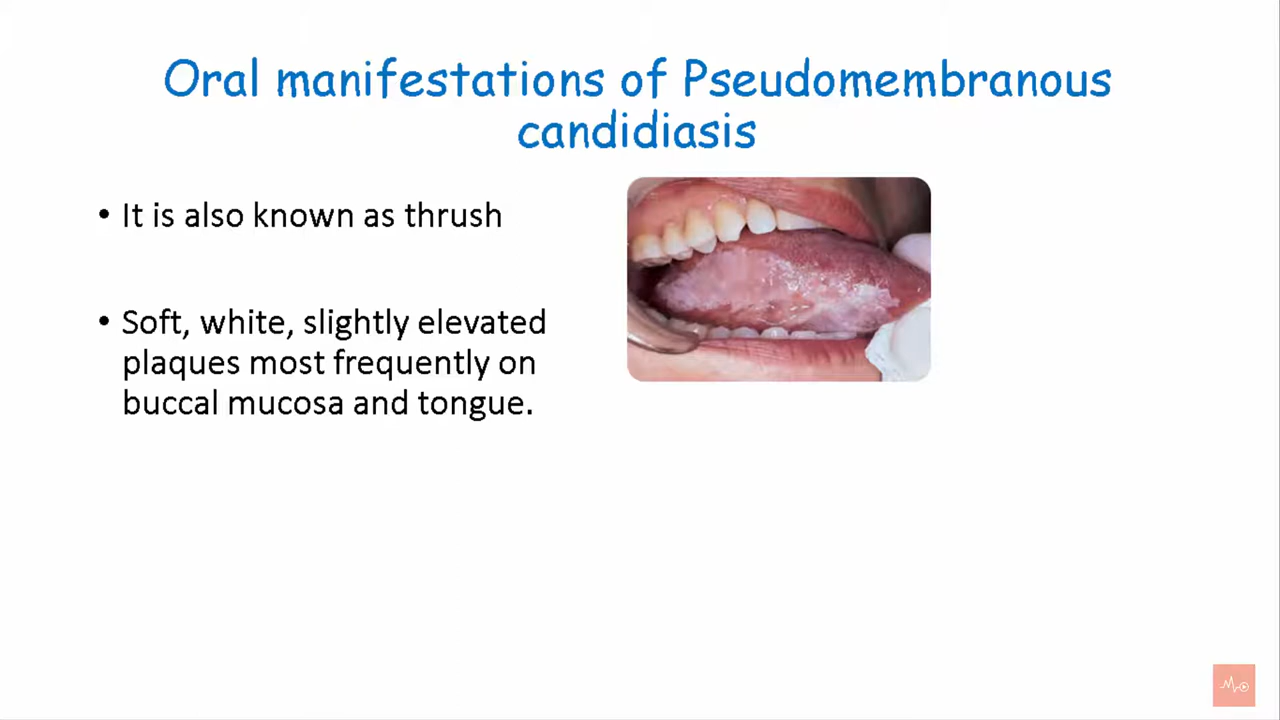 Oral manifestations of Pseudomembranous
candidiasis
• It is also known as thrush
• Soft, white, slightly elevated
plaques most frequently on
buccal mucosa and tongue.